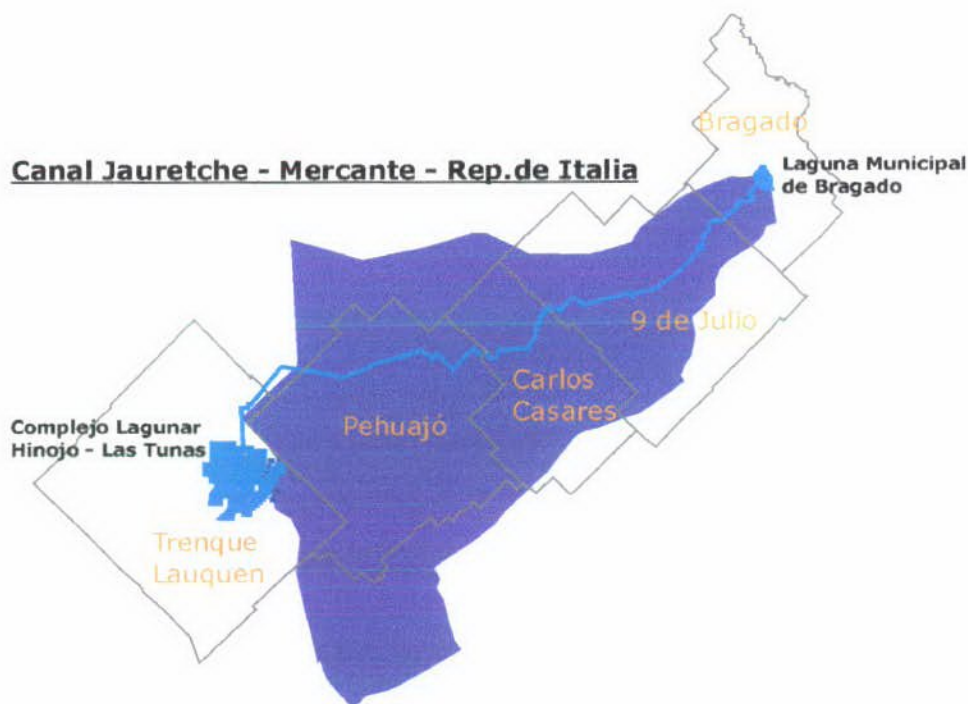 Bragado
Canal Jauretche - Mercante - Rep.de Italia
Laguna Municipal
de Bragado
9 de Julio
Carlos
Casares
Pehuajó
Complejo Lagunar
Hinojo - Las Tunas
Trenque
Lauquen